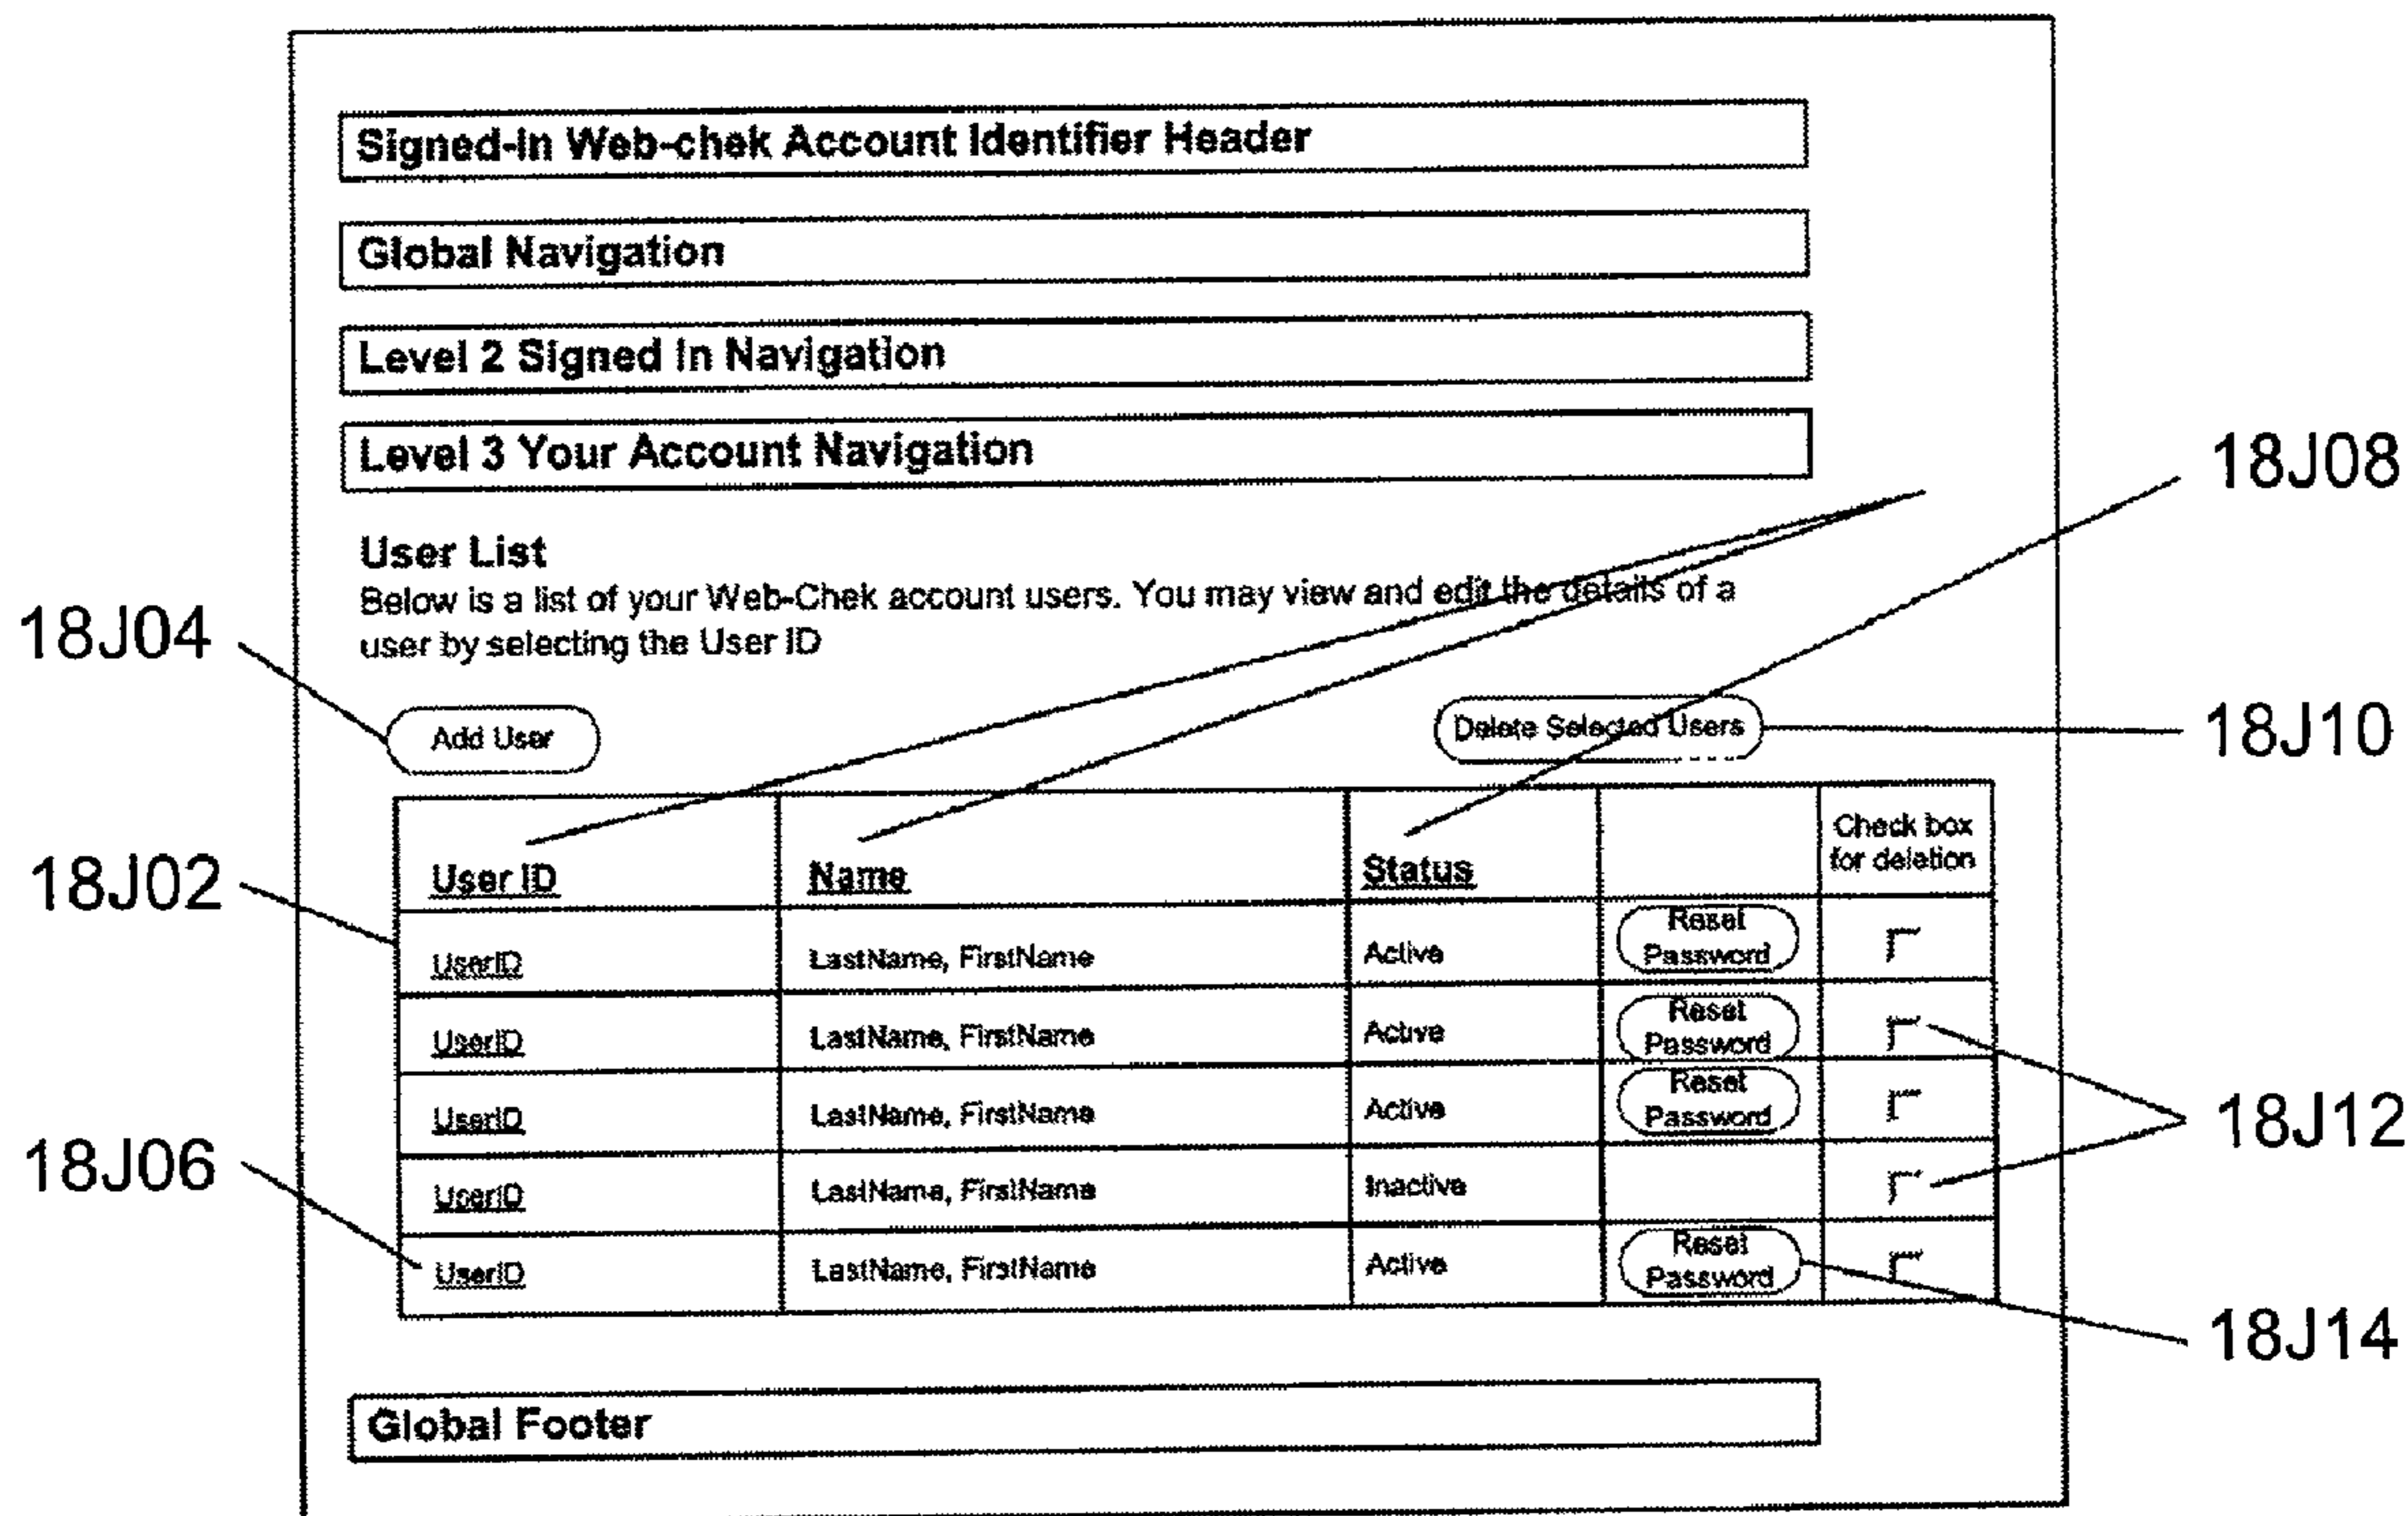 Signed-in Web-chek Account Identifier Header
Global Navigation
Level 2 Signed In Navigation
Level 3 Your Account Navigation
18J08
User List
Below is a list of your Web-Chek account users. You may view and edit the details of a
user by selecting the User ID
18J04
Add User
Delete Selected Users
18J10
18J02
User ID Name Status Check box
for deletion
UserID LastName, FirstName Active Reset
Password
UserID LastName, FirstName Active Reset
Password
UserID LastName, FirstName Active Reset
Password
18J12
18J06
UserID LastName, FirstName Inactive
UserID LastName, FirstName Active Reset
Password
18J14
Global Footer